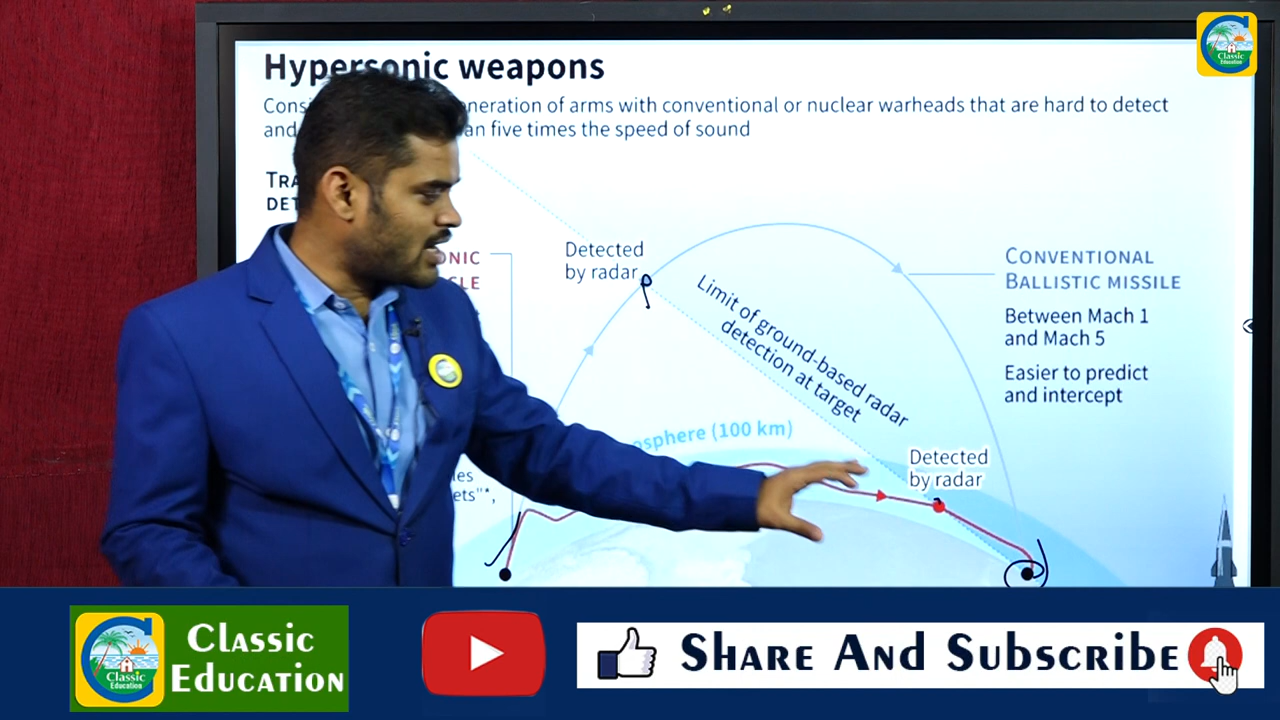 Hypersonic weapons
Classic
Education
neration of arms with conventional or nuclear warheads that are hard to detect
and an five times the speed of sound
TRA
DET
ONIC
CLE
Detected
by radar
Limit of ground-based radar
detection at target
CONVENTIONAL
BALLISTIC MISSILE
Between Mach 1
and Mach 5
Easier to predict
and intercept
osphere (100 km)
Detected
by radar
les
ets"*,
Classic
Education
Classic
Education
Share And Subscribe